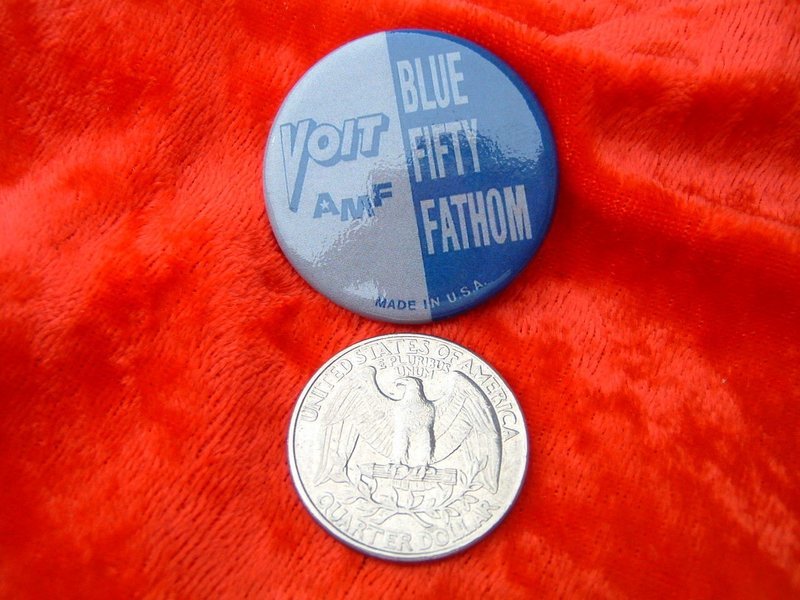 VOIT
AMF
BLUE
FIFTY
FATHOM
MADE IN U.S.A.
UNITED STATES OF AMERICA
E PLURIBUS
UNUM
QUARTER DOLLAR